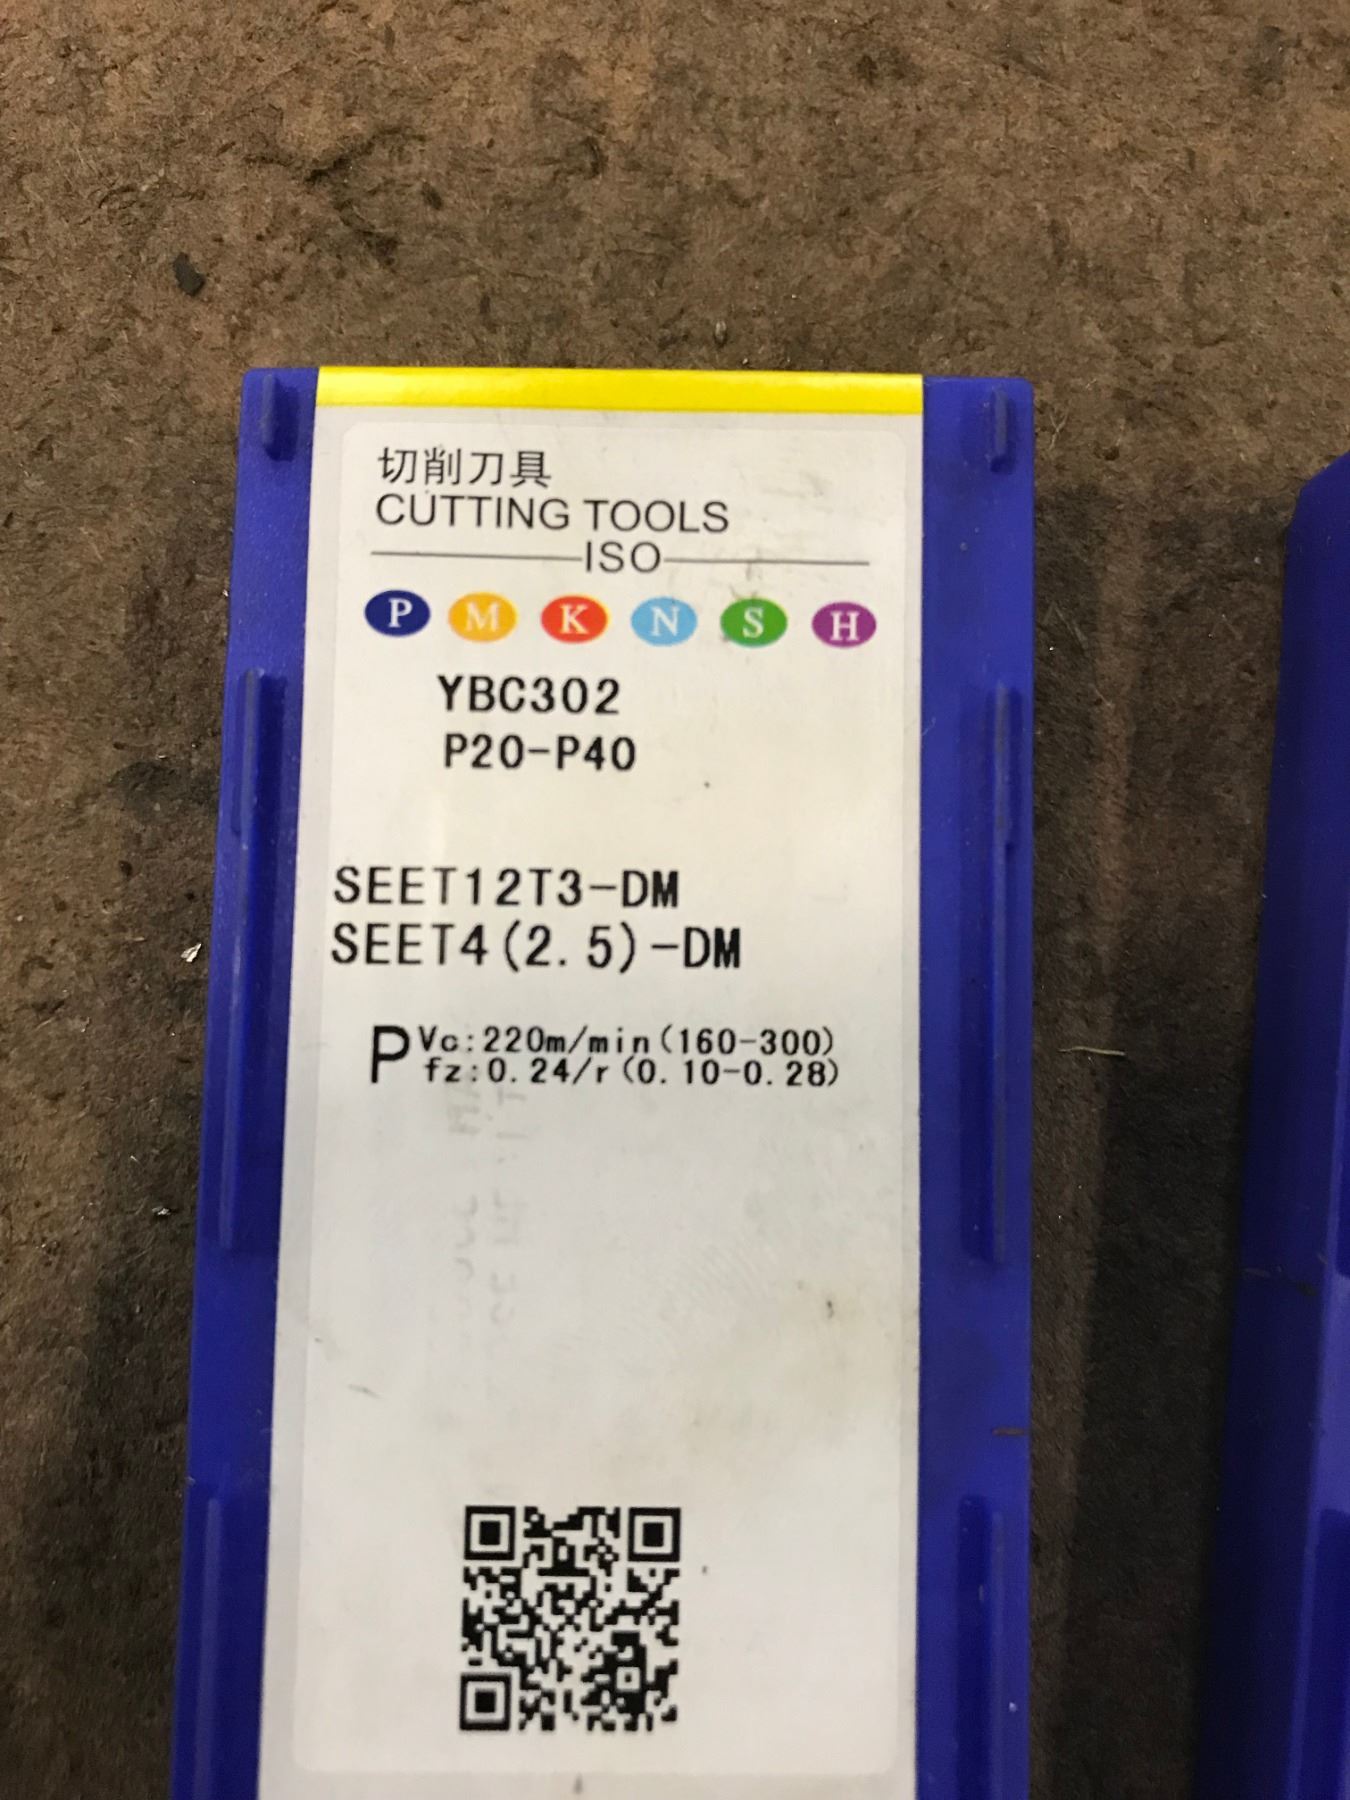 切削刀具
CUTTING TOOLS
ISO
P M K N S H
YBC302
P20-P40
SEET12T3-DM
SEET4(2.5)-DM
P Vc:220m/min(160-300)
fz:0.24/r(0.10-0.28)